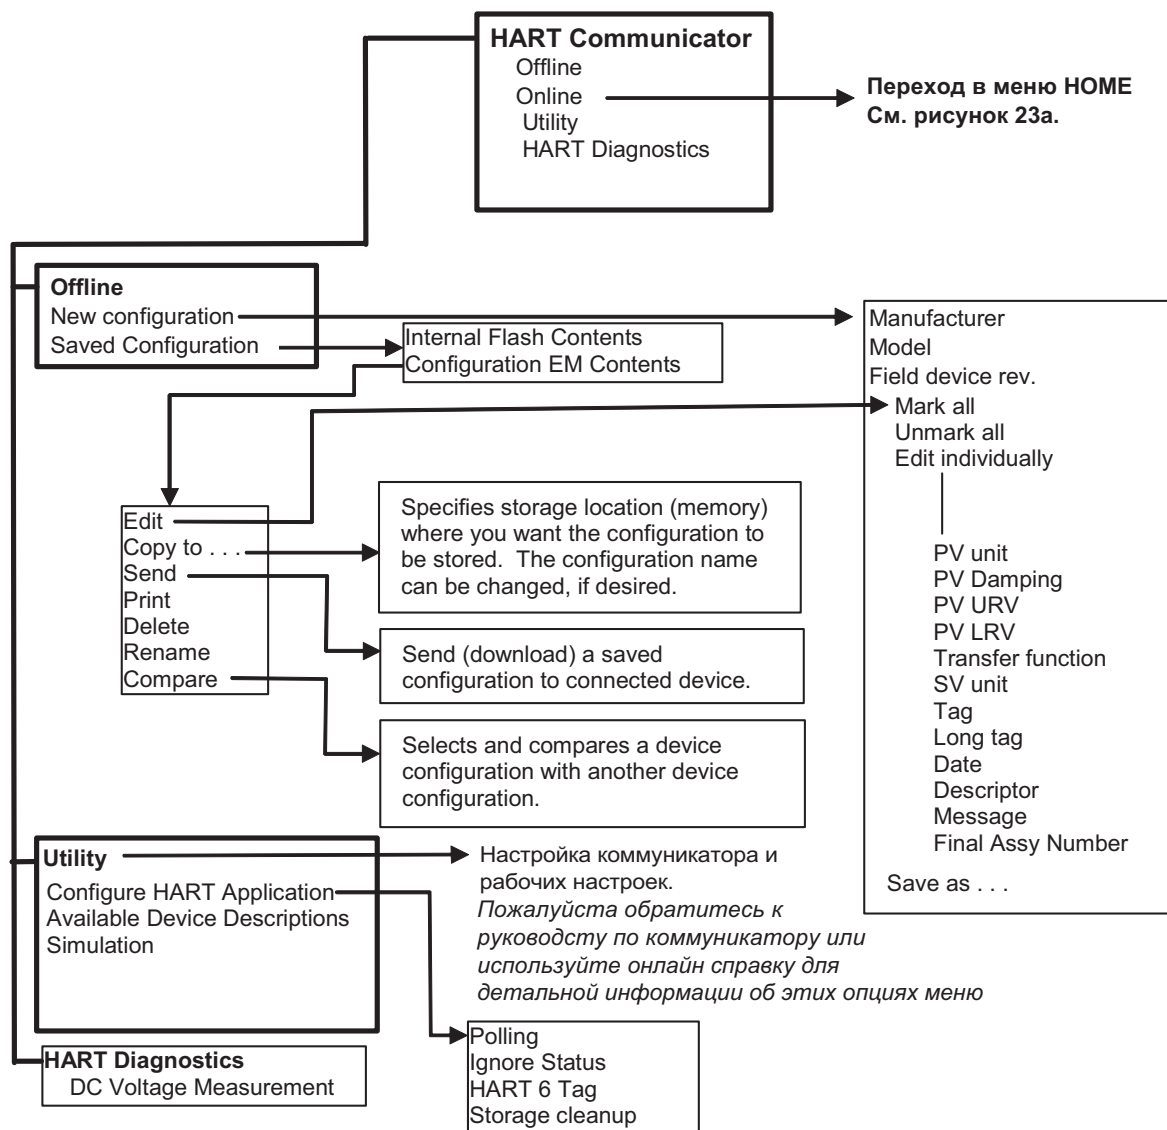 HART Communicator
Offline
Online
Utility
HART Diagnostics
Переход в меню HOME
См. рисунок 23a.
Offline
New configuration
Saved Configuration
Internal Flash Contents
Configuration EM Contents
Manufacturer
Model
Field device rev.
Mark all
Unmark all
Edit individually
PV unit
PV Damping
PV URV
PV LRV
Transfer function
SV unit
Tag
Long tag
Date
Descriptor
Message
Final Assy Number
Save as . . .
Edit
Copy to . . .
Send
Print
Delete
Rename
Compare
Specifies storage location (memory)
where you want the configuration to
be stored.  The configuration name
can be changed, if desired.
Send (download) a saved
configuration to connected device.
Selects and compares a device
configuration with another device
configuration.
Utility
Configure HART Application
Available Device Descriptions
Simulation
Настройка коммуникатора и
рабочих настроек.
Пожалуйста обратитесь к
руководсту по коммуникатору или
используйте онлайн справку для
детальной информации об этих опциях меню
Polling
Ignore Status
HART 6 Tag
Storage cleanup
HART Diagnostics
DC Voltage Measurement